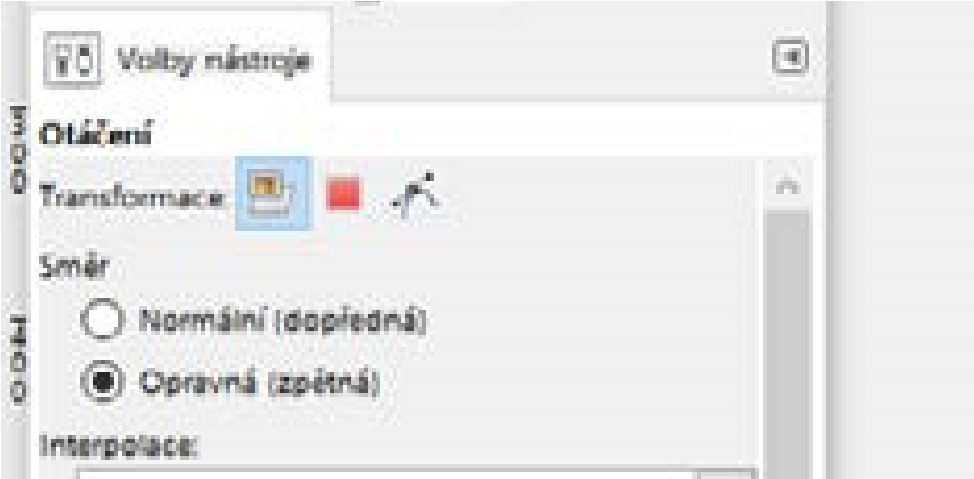 Volby nástroje
Otáčení
Transformace
Směr
Normální (dopředná)
Opravná (zpětná)
Interpolace: